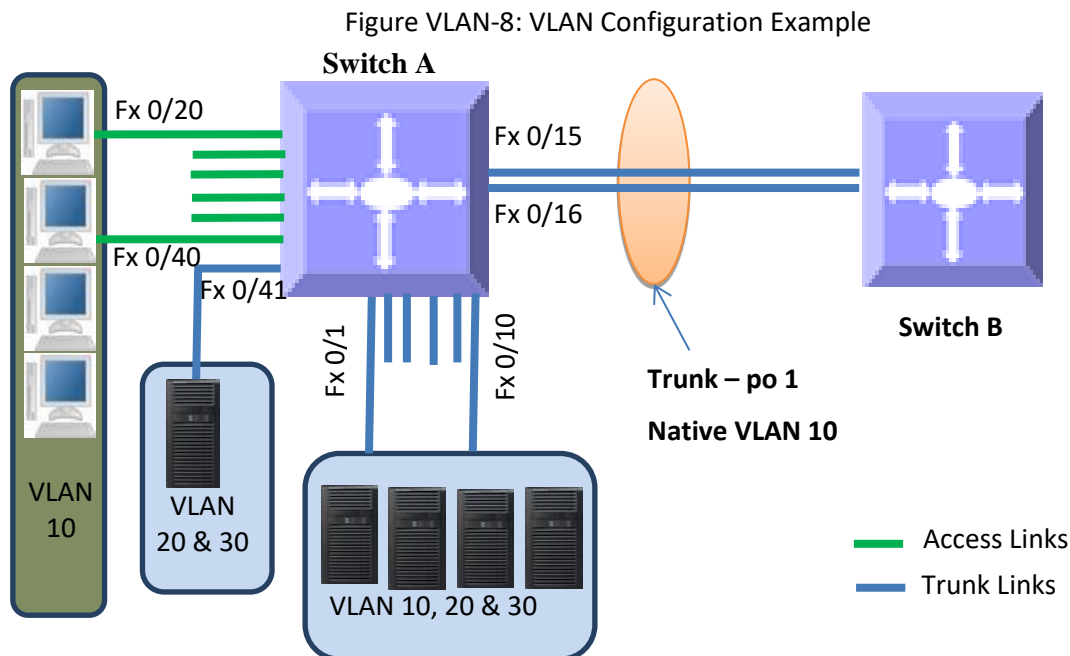 Figure VLAN-8: VLAN Configuration Example
Switch A
Fx 0/20
Fx 0/15
Fx 0/16
Fx 0/40
Fx 0/41
Fx 0/1
Fx 0/10
Switch B
Trunk – po 1
Native VLAN 10
VLAN
10
VLAN
20 & 30
VLAN 10, 20 & 30
Access Links
Trunk Links